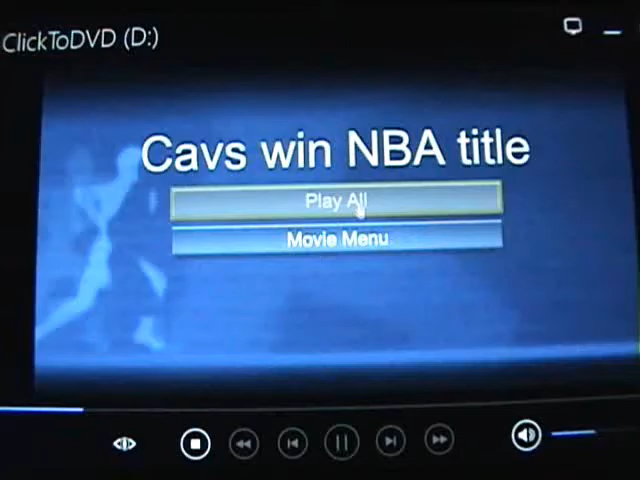 ClickToDVD (D:)
Cavs win NBA title
Play All
Movie Menu